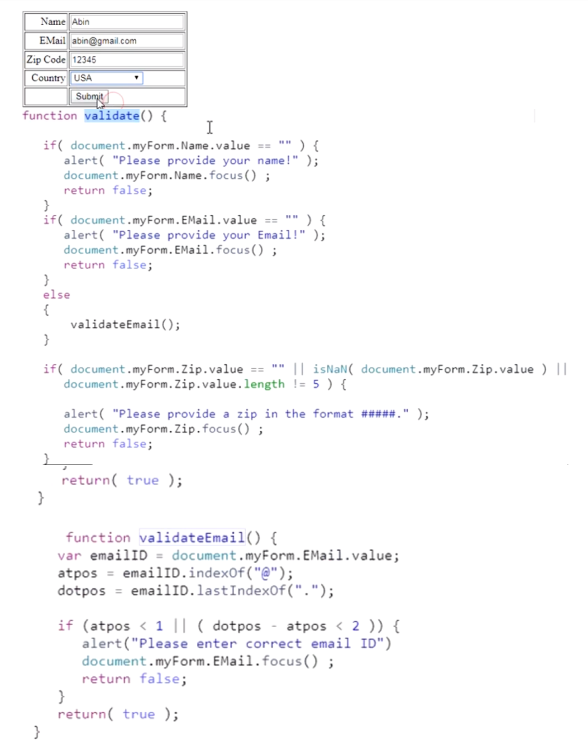 Name Abin
EMail abin@gmail.com
Zip Code 12345
Country USA
Submit
function validate() {
if( document.myForm.Name.value == "" ) {
alert( "Please provide your name!" );
document.myForm.Name.focus() ;
return false;
}
if( document.myForm.EMail.value == "" ) {
alert( "Please provide your Email!" );
document.myForm.EMail.focus() ;
return false;
}
else
{
validateEmail();
}
if( document.myForm.Zip.value == "" || isNaN( document.myForm.Zip.value ) ||
document.myForm.Zip.value.length != 5 ) {
alert( "Please provide a zip in the format #####." );
document.myForm.Zip.focus() ;
return false;
}
}
return( true );
}
function validateEmail() {
var emailID = document.myForm.EMail.value;
atpos = emailID.indexOf("@");
dotpos = emailID.lastIndexOf(".");
if (atpos < 1 || ( dotpos - atpos < 2 )) {
alert("Please enter correct email ID")
document.myForm.EMail.focus() ;
return false;
}
return( true );
}